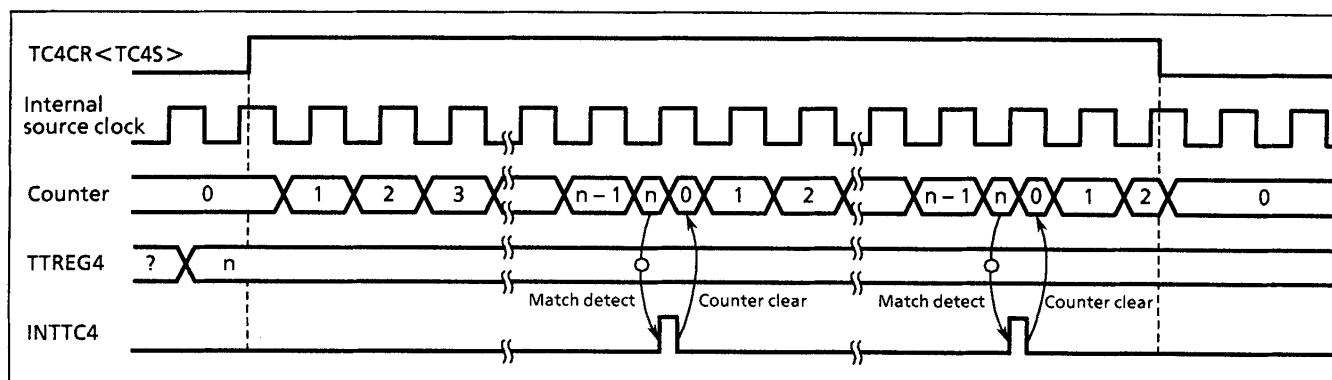 TC4CR<TC4S>
Internal
source clock
Counter 0 1 2 3 n – 1 n 0 1 2 n – 1 n 0 1 2 0
TTREG4 ? n
Match detect Counter clear Match detect Counter clear
INTTC4